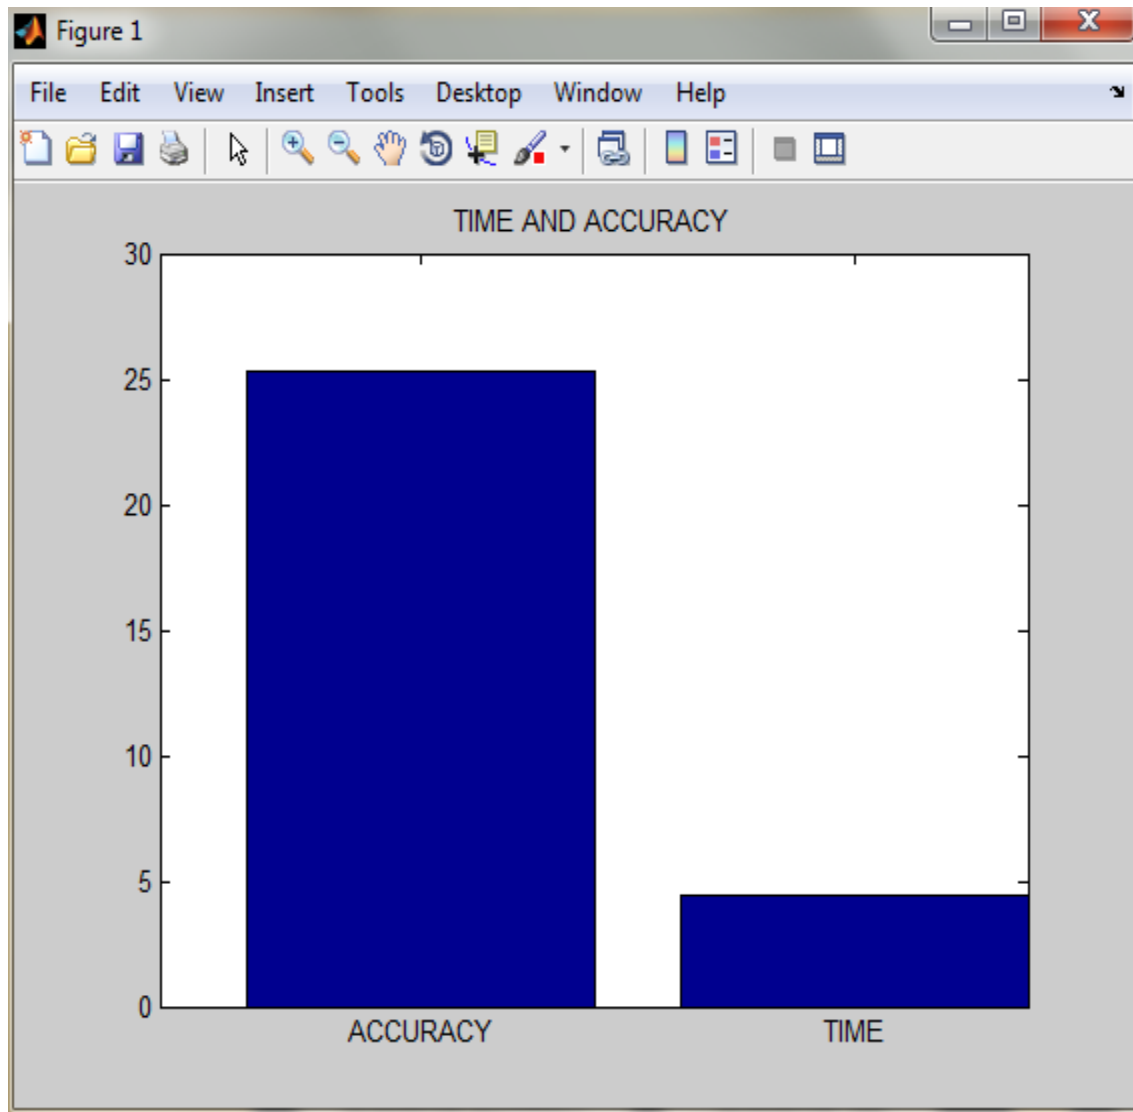 Figure 1
File Edit View Insert Tools Desktop Window Help
TIME AND ACCURACY
30
25
20
15
10
5
0
ACCURACY TIME